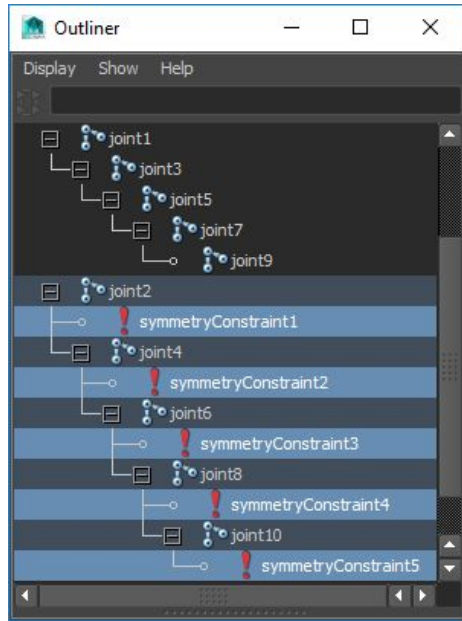 Outliner
Display Show Help
joint1
joint3
joint5
joint7
joint9
joint2
symmetryConstraint1
joint4
symmetryConstraint2
joint6
symmetryConstraint3
joint8
symmetryConstraint4
joint10
symmetryConstraint5